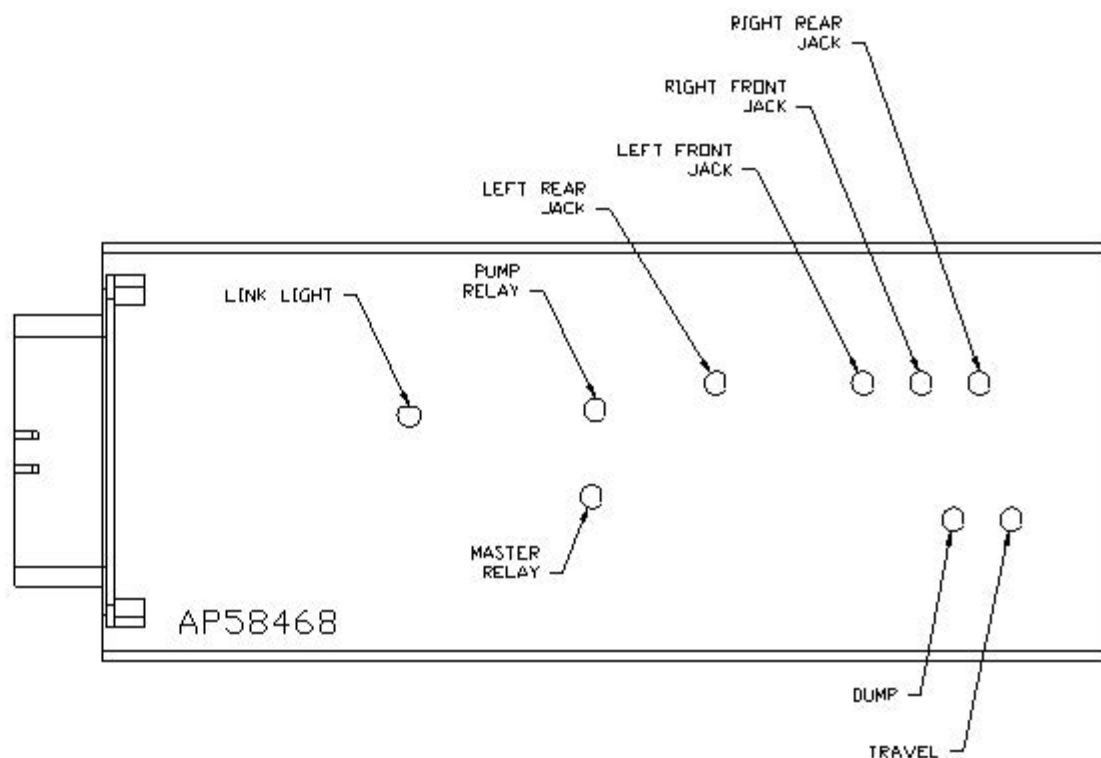 RIGHT REAR
JACK
RIGHT FRONT
JACK
LEFT FRONT
JACK
LEFT REAR
JACK
PUMP
RELAY
LINK LIGHT
MASTER
RELAY
AP58468
DUMP
TRAVEL